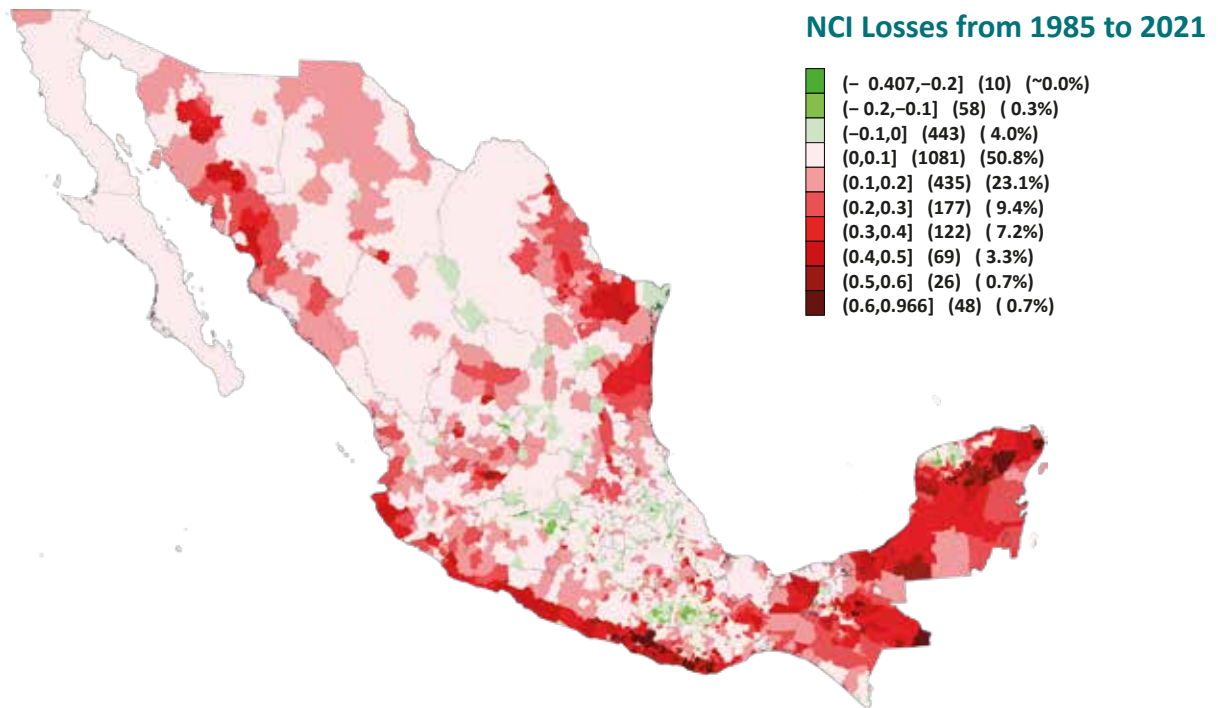 NCI Losses from 1985 to 2021
(− 0.407,−0.2] (10) (~0.0%)
(− 0.2,−0.1] (58) ( 0.3%)
(−0.1,0] (443) ( 4.0%)
(0,0.1] (1081) (50.8%)
(0.1,0.2] (435) (23.1%)
(0.2,0.3] (177) ( 9.4%)
(0.3,0.4] (122) ( 7.2%)
(0.4,0.5] (69) ( 3.3%)
(0.5,0.6] (26) ( 0.7%)
(0.6,0.966] (48) ( 0.7%)